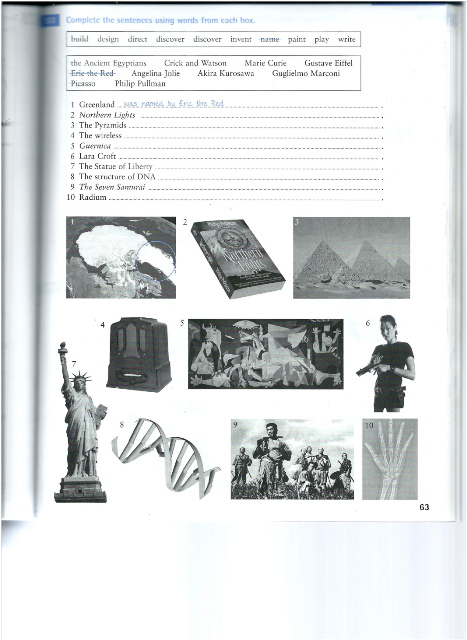 Complete the sentences using words from each box.
build design direct discover discover invent name paint play write
the Ancient Egyptians Crick and Watson Marie Curie Gustave Eiffel
Eric the Red Angelina Jolie Akira Kurosawa Guglielmo Marconi
Picasso Philip Pullman
1 Greenland was named by Eric the Red
2 Northern Lights
3 The Pyramids
4 The wireless
5 Guernica
6 Lara Croft
7 The Statue of Liberty
8 The structure of DNA
9 The Seven Samurai
10 Radium
1
2
3
Northern
Lights
4
5
6
7
8
9
10
63